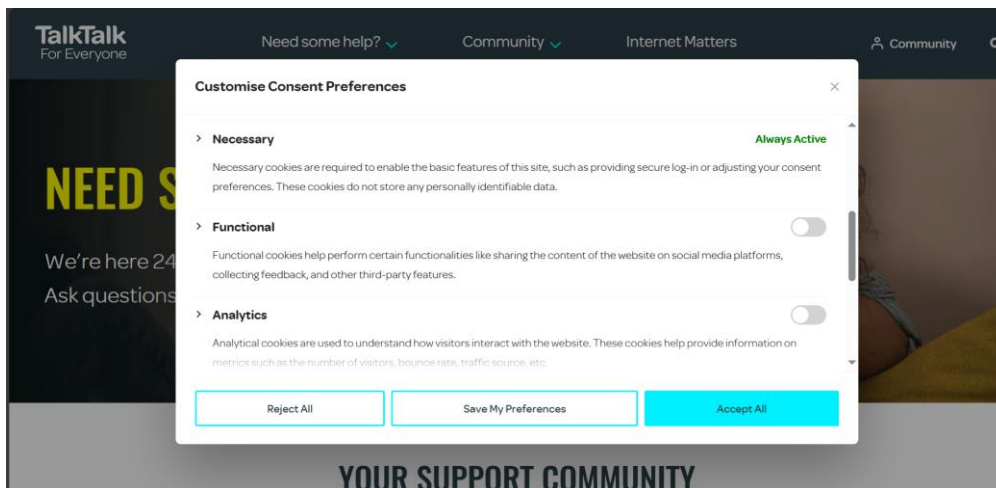 TalkTalk
For Everyone
Need some help?
Community
Internet Matters
Community
Customise Consent Preferences
Necessary
Always Active
Necessary cookies are required to enable the basic features of this site, such as providing secure log-in or adjusting your consent
preferences. These cookies do not store any personally identifiable data.
NEED S
Functional
Functional cookies help perform certain functionalities like sharing the content of the website on social media platforms,
collecting feedback, and other third-party features.
We're here 24
Ask questions
Analytics
Analytical cookies are used to understand how visitors interact with the website. These cookies help provide information on
metrics such as the number of visitors, bounce rate, traffic source, etc.
Reject All
Save My Preferences
Accept All
YOUR SUPPORT COMMUNITY